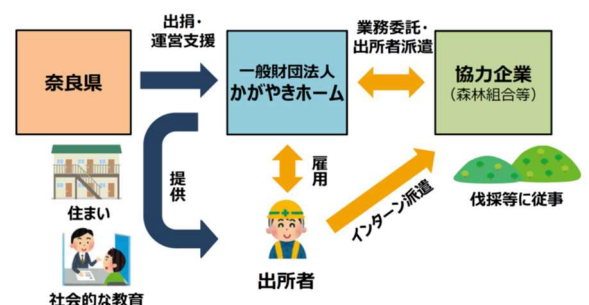 出捐・
運営支援
業務委託・
出所者派遣
奈良県
一般財団法人
かがやきホーム
協力企業
（森林組合等）
提供
雇用
インターン派遣
住まい
伐採等に従事
出所者
社会的な教育